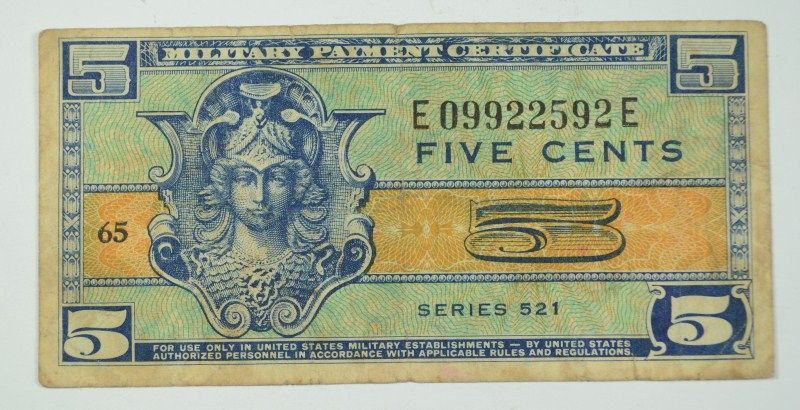 5 MILITARY PAYMENT CERTIFICATE 5
E09922592E
FIVE CENTS
65
5
SERIES 521
5 5
FOR USE ONLY IN UNITED STATES MILITARY ESTABLISHMENTS — BY UNITED STATES
AUTHORIZED PERSONNEL IN ACCORDANCE WITH APPLICABLE RULES AND REGULATIONS.